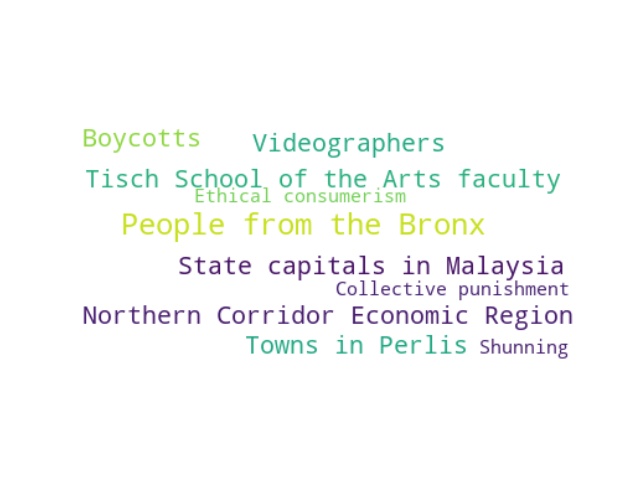 Boycotts
Videographers
Tisch School of the Arts faculty
Ethical consumerism
People from the Bronx
State capitals in Malaysia
Collective punishment
Northern Corridor Economic Region
Towns in Perlis
Shunning